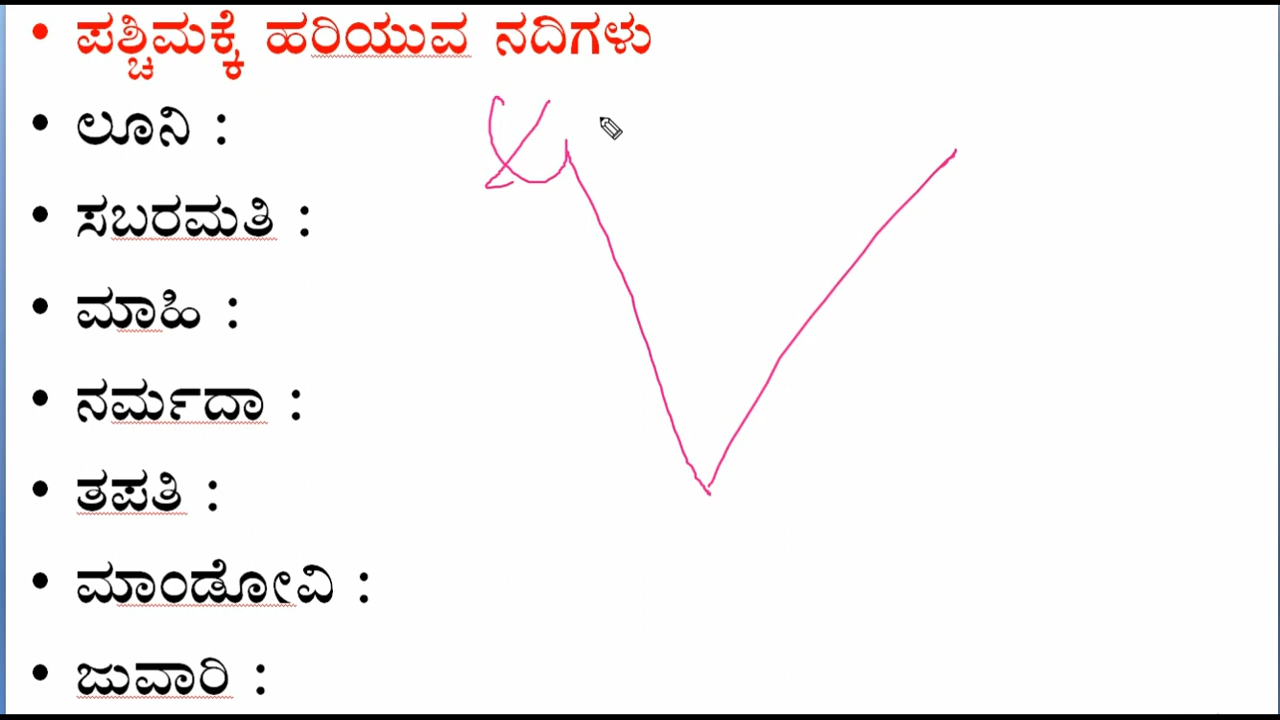 • ಪಶ್ಚಿಮಕ್ಕೆ ಹರಿಯುವ ನದಿಗಳು
• ಲೂನಿ :
• ಸಬರಮತಿ :
• ಮಾಹಿ :
• ನರ್ಮದಾ :
• ತಪತಿ :
• ಮಾಂಡೋವಿ :
• ಜುವಾರಿ :